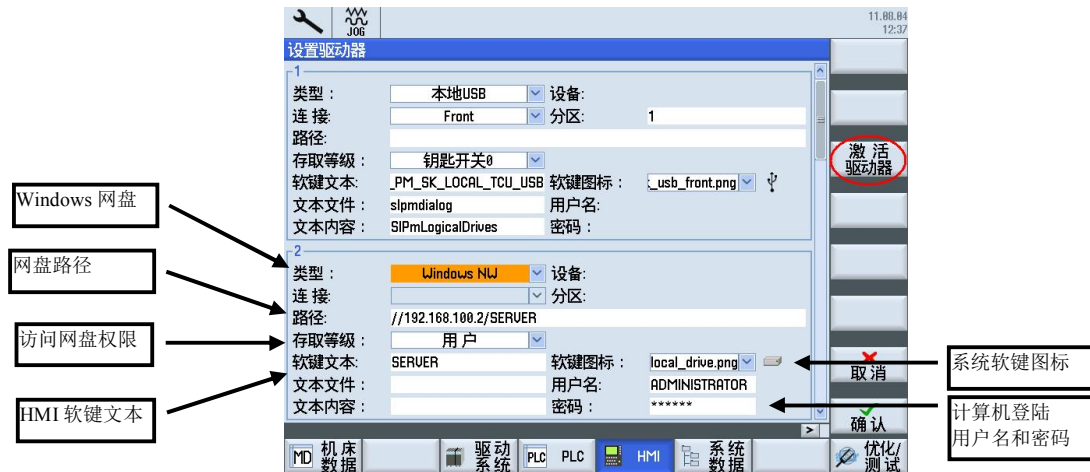 JOG
11.08.04
12:37
设置驱动器
1
类型： 本地USB 设备:
连接: Front 分区: 1
路径:
存取等级： 钥匙开关0
软键文本: _PM_SK_LOCAL_TCU_USB 软键图标： :_usb_front.png
文本文件： slpmdialog 用户名:
文本内容： SlPmLogicalDrives 密码：
激活
驱动器
2
类型： Windows NW 设备:
连接: 分区:
路径: //192.168.100.2/SERVER
存取等级： 用户
软键文本: SERVER 软键图标： local_drive.png
文本文件： 用户名: ADMINISTRATOR
文本内容： 密码： ******
取消
确认
>
MD 机床
数据
驱动
系统
PLC PLC
HMI
系统
数据
优化/
测试
Windows 网盘
网盘路径
访问网盘权限
HMI 软键文本
系统软键图标
计算机登陆
用户名和密码